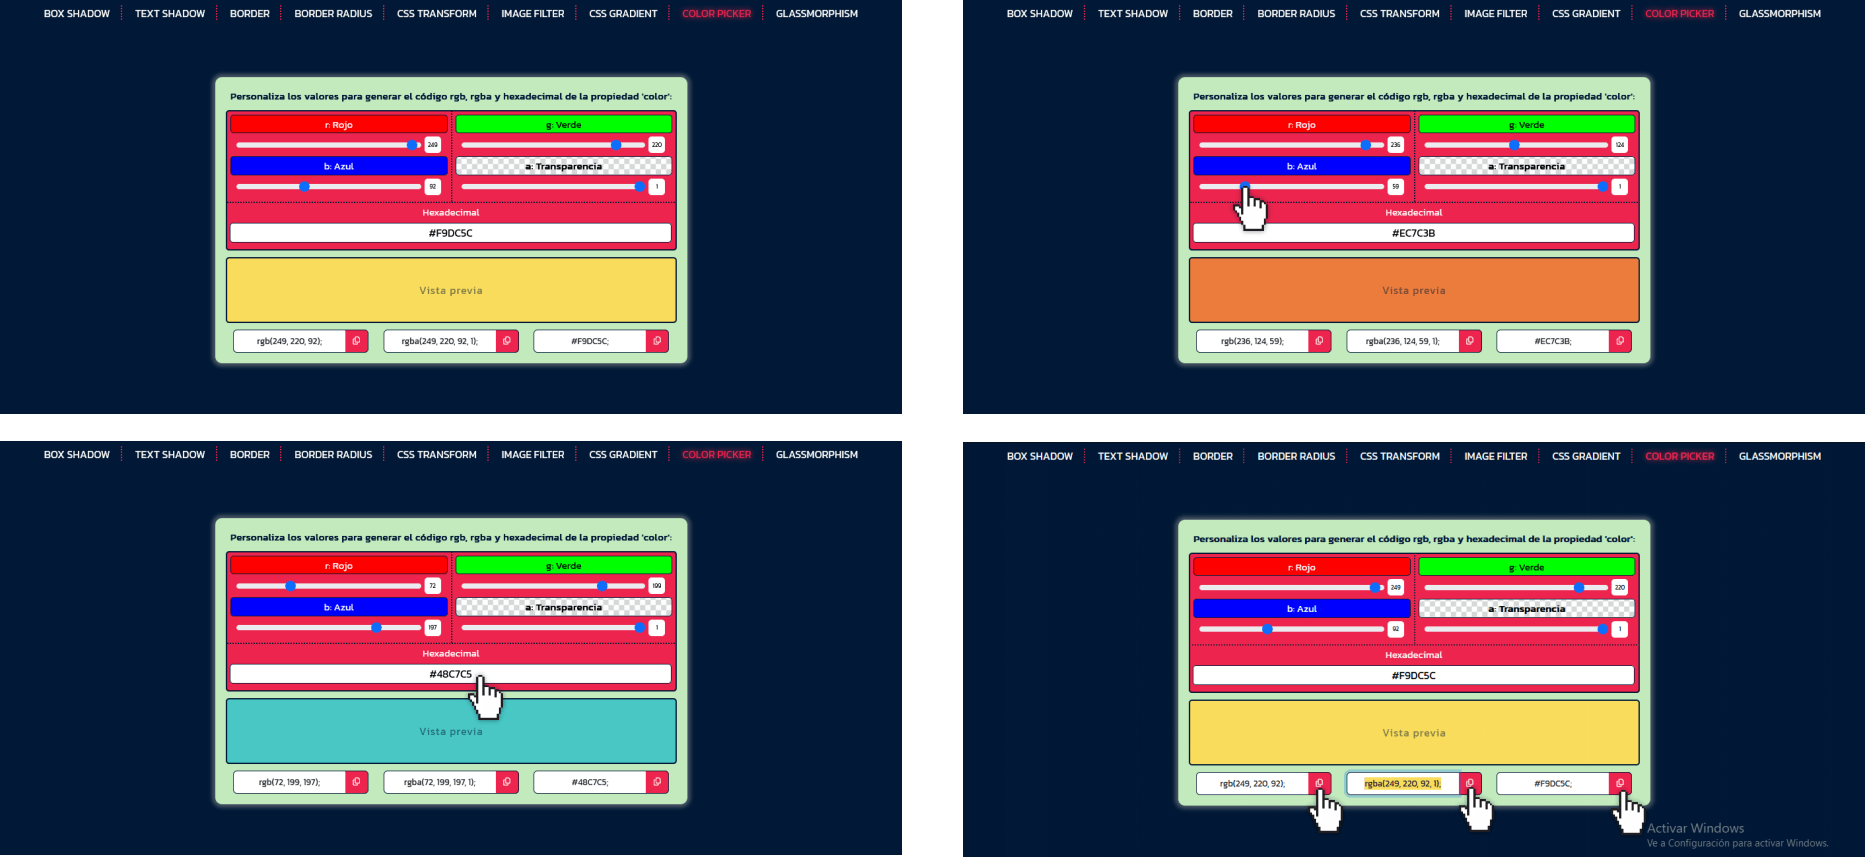 BOX SHADOW TEXT SHADOW BORDER BORDER RADIUS CSS TRANSFORM IMAGE FILTER CSS GRADIENT COLOR PICKER GLASSMORPHISM
Personaliza los valores para generar el código rgb, rgba y hexadecimal de la propiedad 'color':
r: Rojo g: Verde
249 220
b: Azul a: Transparencia
92 1
Hexadecimal
#F9DC5C
Vista previa
rgb(249, 220, 92); rgba(249, 220, 92, 1); #F9DC5C;
BOX SHADOW TEXT SHADOW BORDER BORDER RADIUS CSS TRANSFORM IMAGE FILTER CSS GRADIENT COLOR PICKER GLASSMORPHISM
Personaliza los valores para generar el código rgb, rgba y hexadecimal de la propiedad 'color':
r: Rojo g: Verde
236 124
b: Azul a: Transparencia
59 1
Hexadecimal
#EC7C3B
Vista previa
rgb(236, 124, 59); rgba(236, 124, 59, 1); #EC7C3B;
BOX SHADOW TEXT SHADOW BORDER BORDER RADIUS CSS TRANSFORM IMAGE FILTER CSS GRADIENT COLOR PICKER GLASSMORPHISM
Personaliza los valores para generar el código rgb, rgba y hexadecimal de la propiedad 'color':
r: Rojo g: Verde
72 199
b: Azul a: Transparencia
197 1
Hexadecimal
#48C7C5
Vista previa
rgb(72, 199, 197); rgba(72, 199, 197, 1); #48C7C5;
BOX SHADOW TEXT SHADOW BORDER BORDER RADIUS CSS TRANSFORM IMAGE FILTER CSS GRADIENT COLOR PICKER GLASSMORPHISM
Personaliza los valores para generar el código rgb, rgba y hexadecimal de la propiedad 'color':
r: Rojo g: Verde
249 220
b: Azul a: Transparencia
92 1
Hexadecimal
#F9DC5C
Vista previa
rgb(249, 220, 92); rgba(249, 220, 92, 1); #F9DC5C;
Activar Windows
Ve a Configuración para activar Windows.